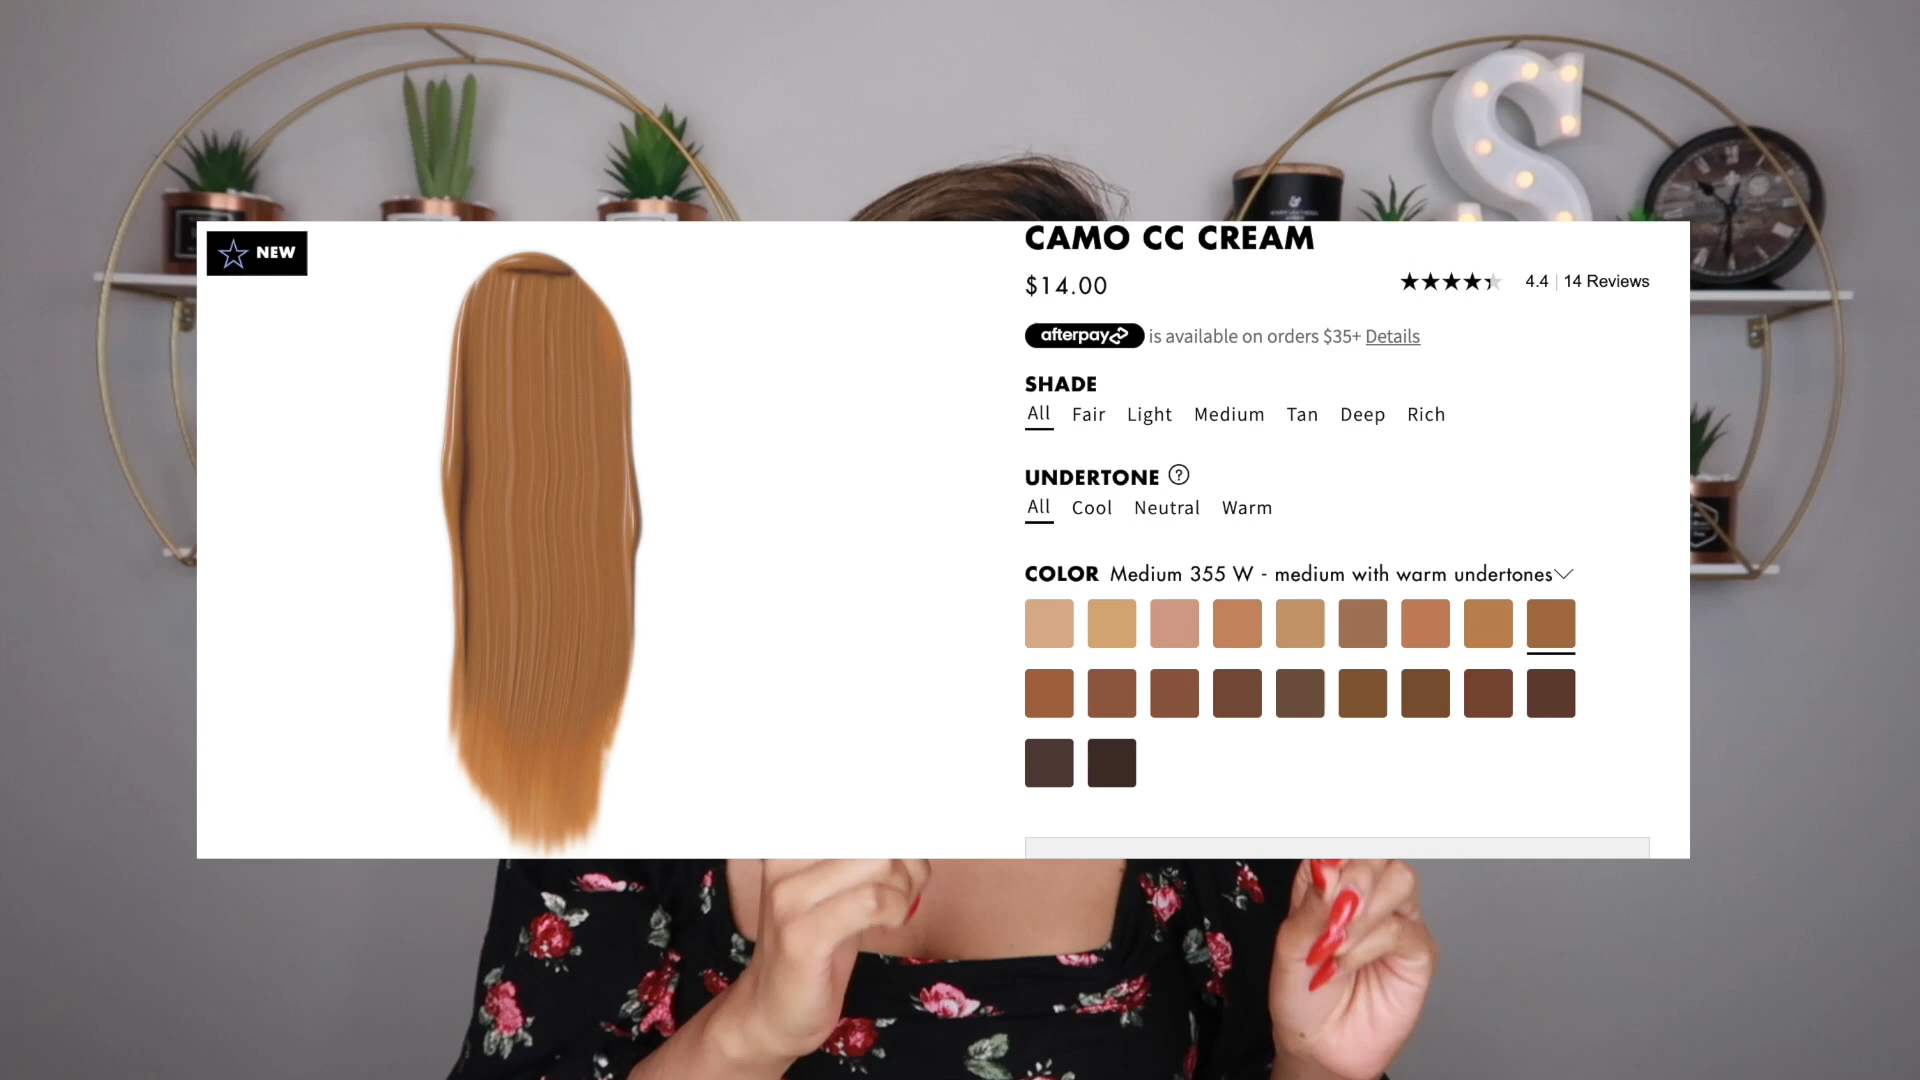 NEW
CAMO CC CREAM
$14.00
4.4 | 14 Reviews
afterpay is available on orders $35+ Details
SHADE
All Fair Light Medium Tan Deep Rich
UNDERTONE ?
All Cool Neutral Warm
COLOR Medium 355 W - medium with warm undertones
S